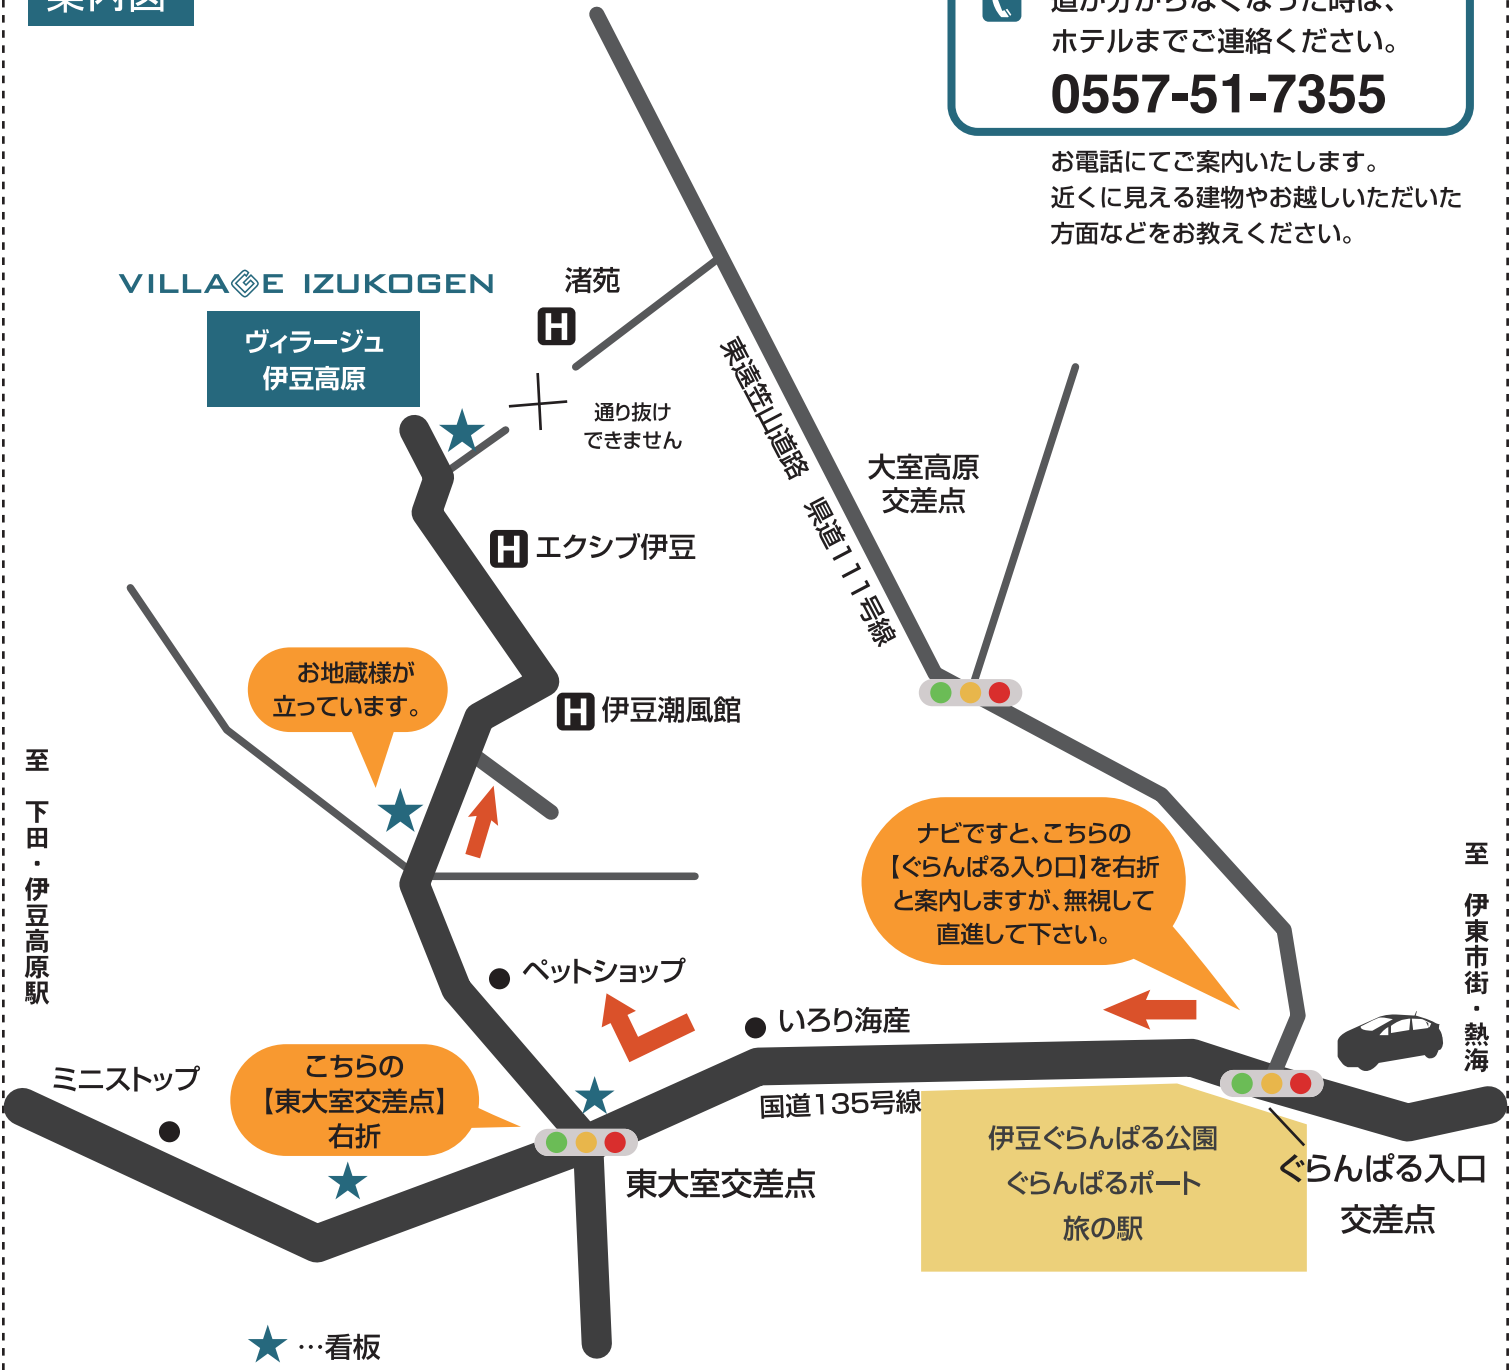 案内図
道が分からなくなった時は、
ホテルまでご連絡ください。
0557-51-7355
お電話にてご案内いたします。
近くに見える建物やお越しいただいた
方面などをお教えください。
VILLAGE IZUKOGEN
ヴィラージュ
伊豆高原
渚苑
H
通り抜け
できません
東遠笠山道路 県道111号線
大室高原
交差点
H エクシブ伊豆
お地蔵様が
立っています。
H 伊豆潮風館
至 下田・伊豆高原駅
至 伊東市街・熱海
ナビですと、こちらの
【ぐらんぱる入り口】を右折
と案内しますが、無視して
直進して下さい。
ペットショップ
いろり海産
ミニストップ
こちらの
【東大室交差点】
右折
国道135号線
東大室交差点
伊豆ぐらんぱる公園
ぐらんぱるポート
旅の駅
ぐらんぱる入口
交差点
★…看板